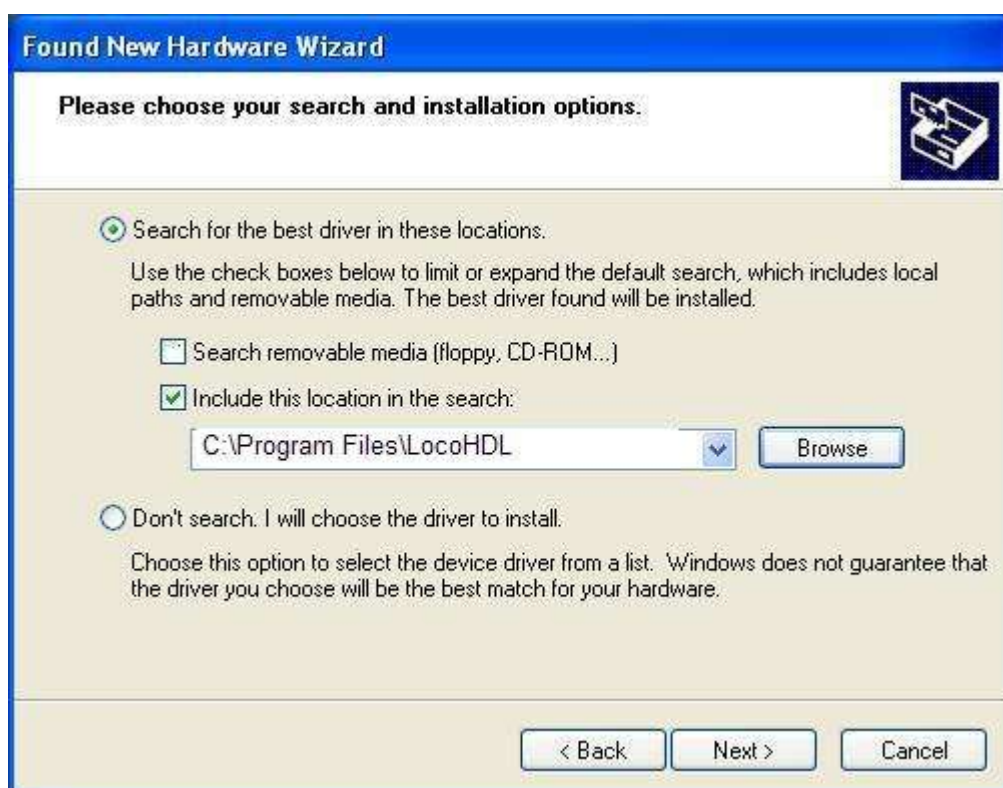 Found New Hardware Wizard
Please choose your search and installation options.
Search for the best driver in these locations.
Use the check boxes below to limit or expand the default search, which includes local
paths and removable media. The best driver found will be installed.
Search removable media (floppy, CD-ROM...)
Include this location in the search:
C:\Program Files\LocoHDL
Browse
Don't search. I will choose the driver to install.
Choose this option to select the device driver from a list. Windows does not guarantee that
the driver you choose will be the best match for your hardware.
< Back Next > Cancel